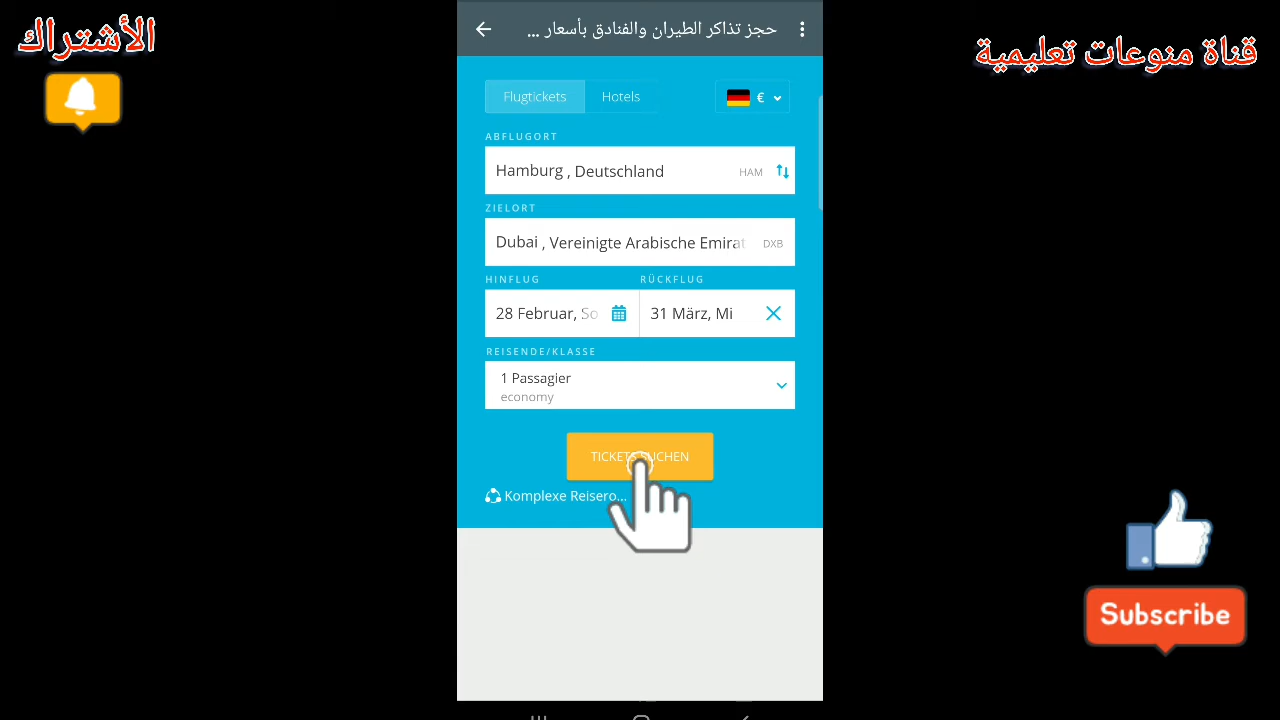 الأشتراك
قناة منوعات تعليمية
حجز تذاكر الطيران والفنادق بأسعار ...
Flugtickets
Hotels
€
ABFLUGORT
Hamburg , Deutschland HAM
ZIELORT
Dubai , Vereinigte Arabische Emirat DXB
HINFLUG
RÜCKFLUG
28 Februar, So
31 März, Mi
REISENDE/KLASSE
1 Passagier
economy
TICKETS SUCHEN
Komplexe Reisero...
Subscribe